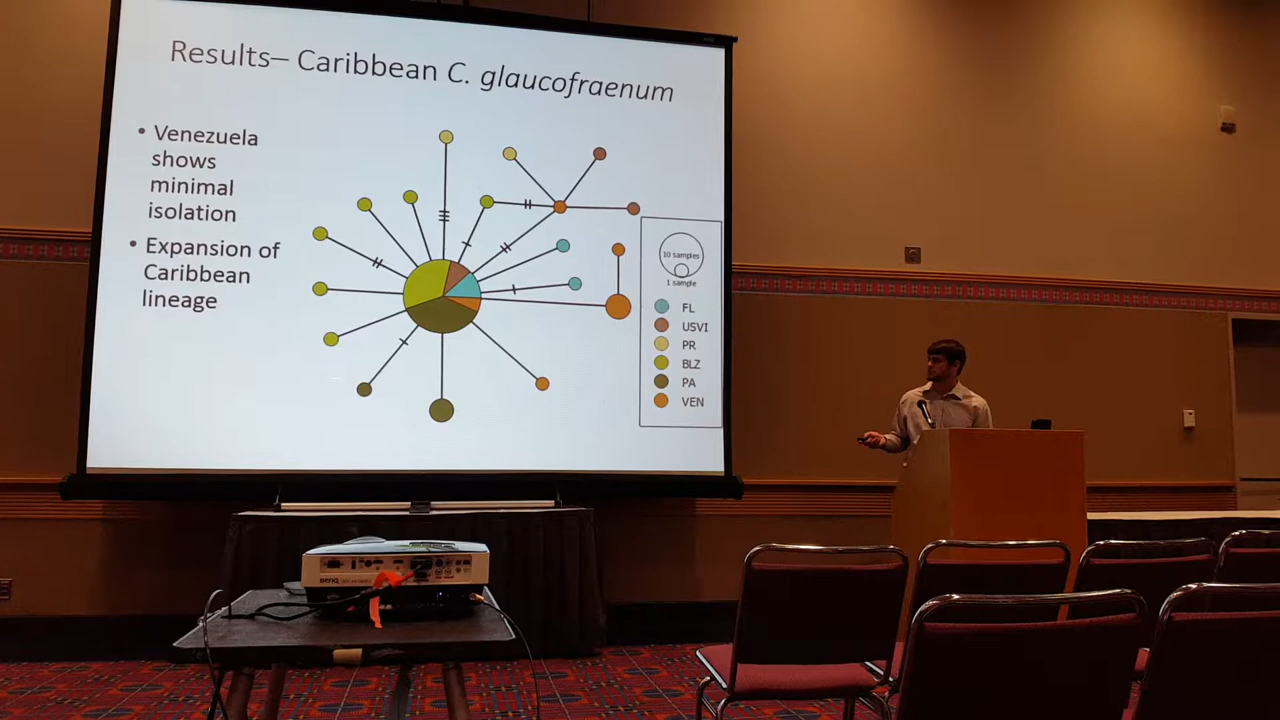 Results– Caribbean C. glaucofraenum
• Venezuela
shows
minimal
isolation
• Expansion of
Caribbean
lineage
10 samples
1 sample
FL
USVI
PR
BLZ
PA
VEN
BenQ